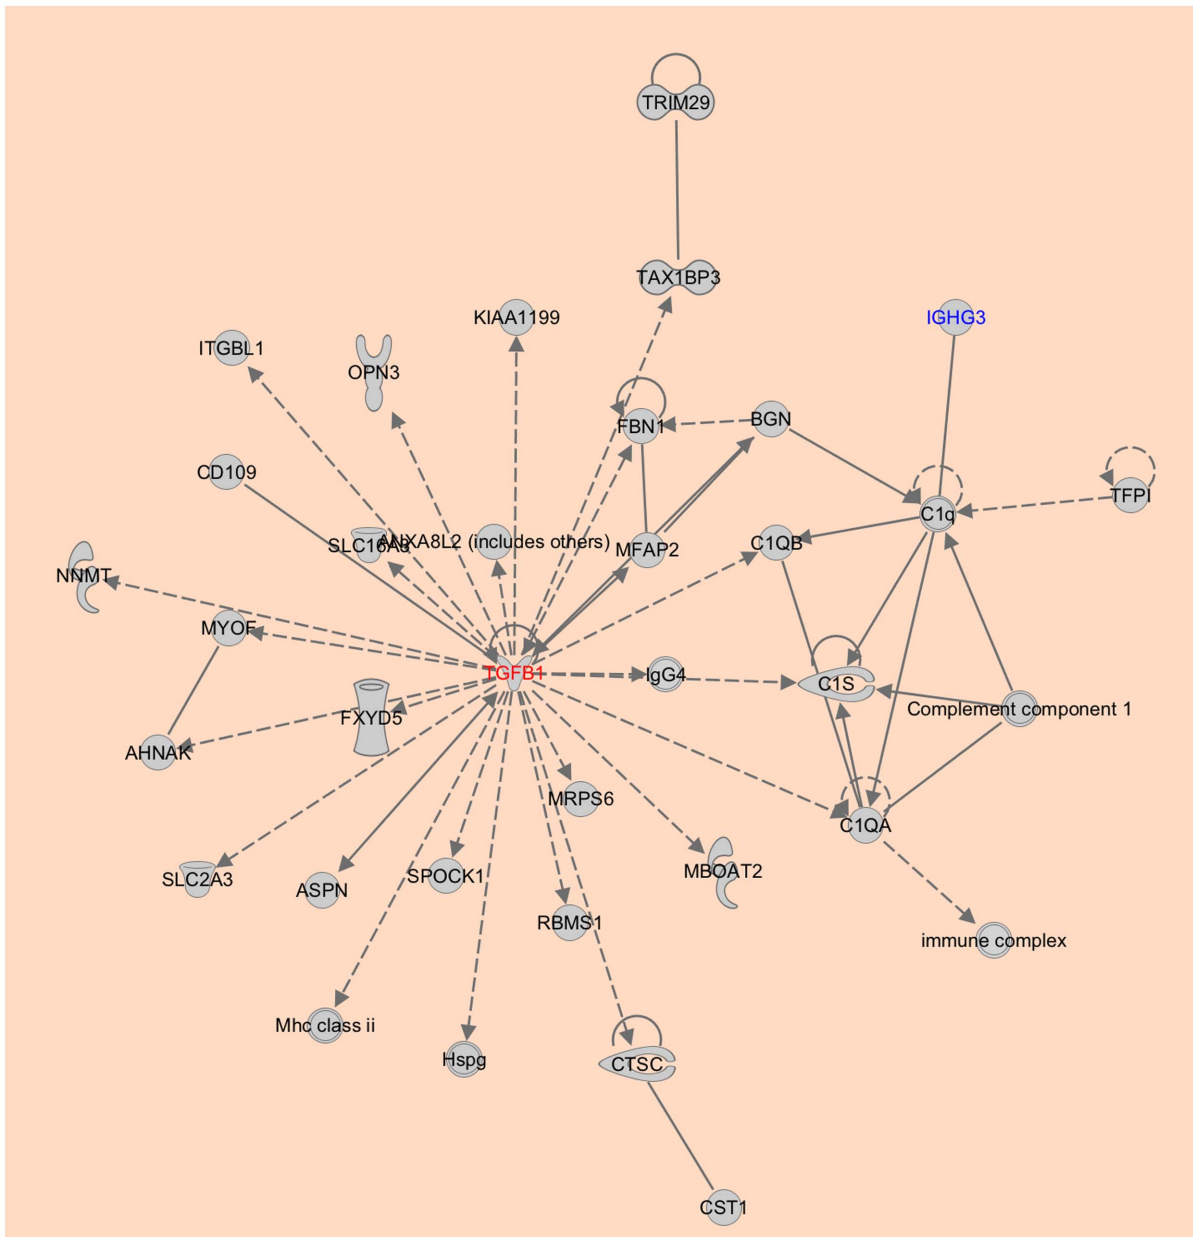 TRIM29
TAX1BP3
KIAA1199
IGHG3
ITGBL1
OPN3
FBN1
BGN
CD109
TFPI
C1q
SLC16A3
ANXA8L2 (includes others)
MFAP2
C1QB
NNMT
MYOF
TGFB1
IgG4
C1S
FXYD5
Complement component 1
AHNAK
MRPS6
C1QA
SLC2A3
ASPN
SPOCK1
MBOAT2
RBMS1
immune complex
Mhc class ii
Hspg
CTSC
CST1